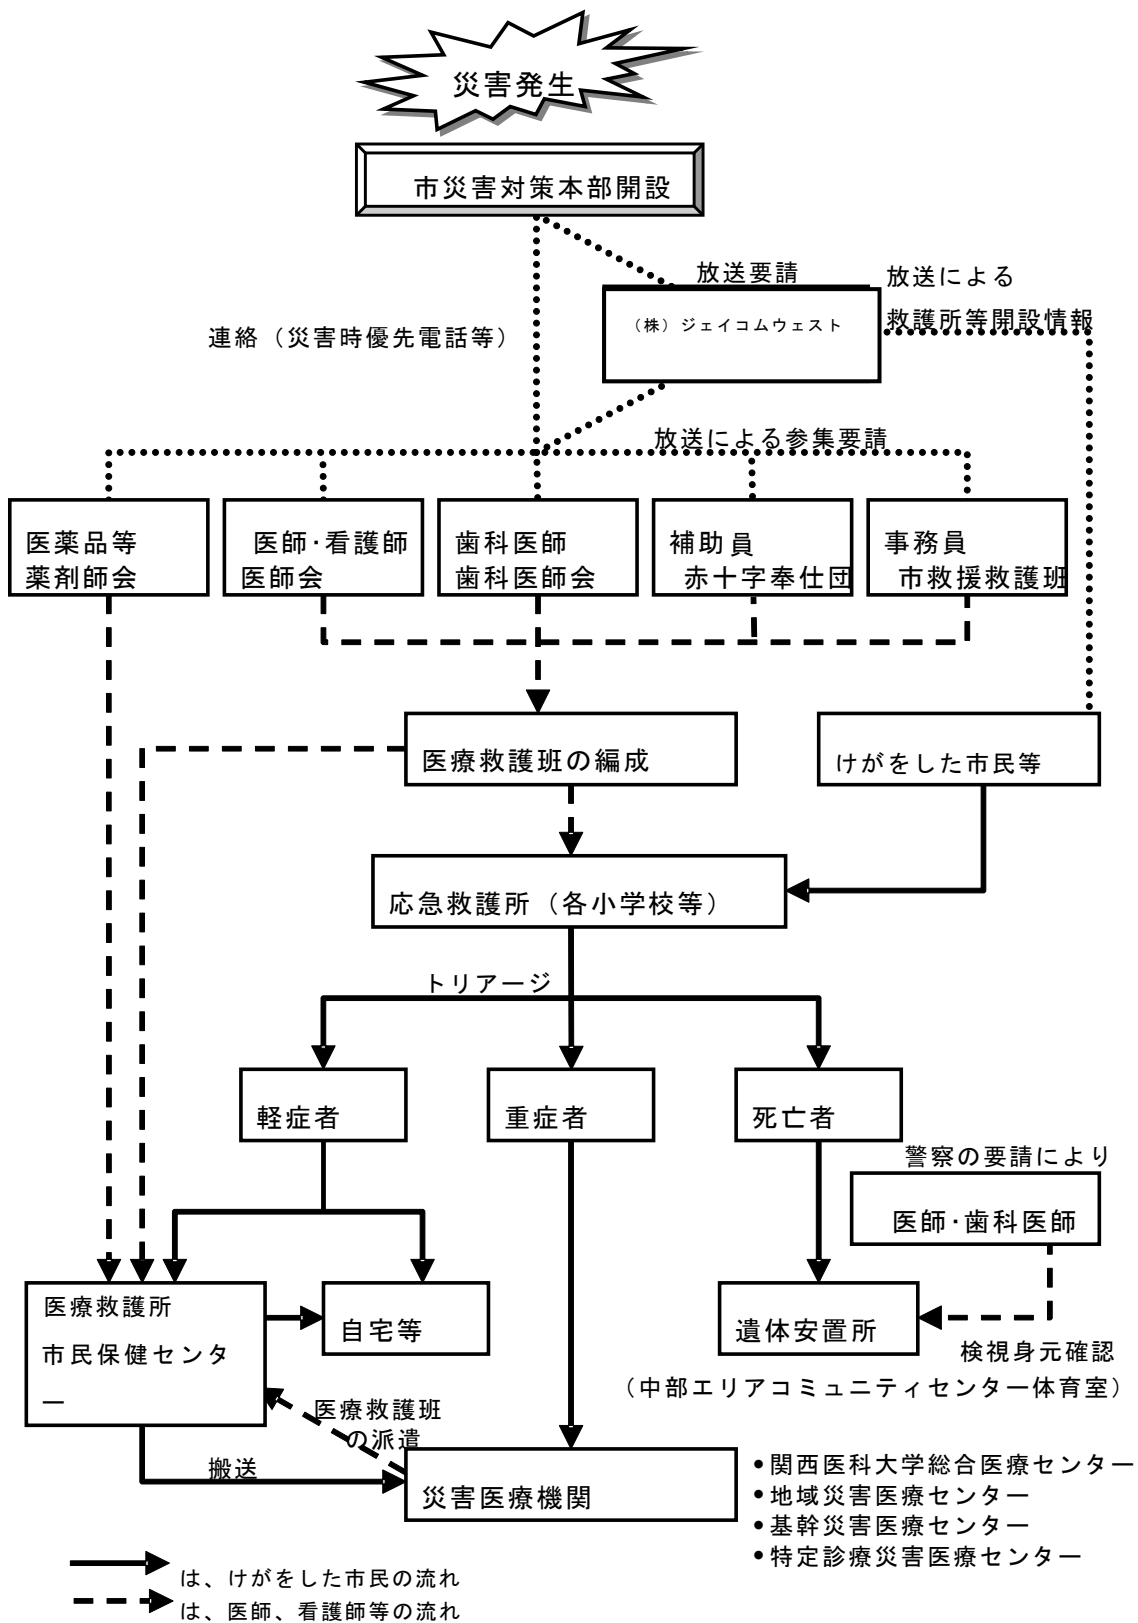 災害発生
市災害対策本部開設
放送要請
放送による
救護所等開設情報
（株）ジェイコムウェスト
連絡（災害時優先電話等）
放送による参集要請
医薬品等
薬剤師会
医師・看護師
医師会
歯科医師
歯科医師会
補助員
赤十字奉仕団
事務員
市救援救護班
医療救護班の編成
けがをした市民等
応急救護所（各小学校等）
トリアージ
軽症者
重症者
死亡者
警察の要請により
医師・歯科医師
医療救護所
市民保健センタ
ー
自宅等
遺体安置所
検視身元確認
（中部エリアコミュニティセンター体育室）
医療救護班
の派遣
搬送
災害医療機関
•関西医科大学総合医療センター
•地域災害医療センター
•基幹災害医療センター
•特定診療災害医療センター
は、けがをした市民の流れ
は、医師、看護師等の流れ